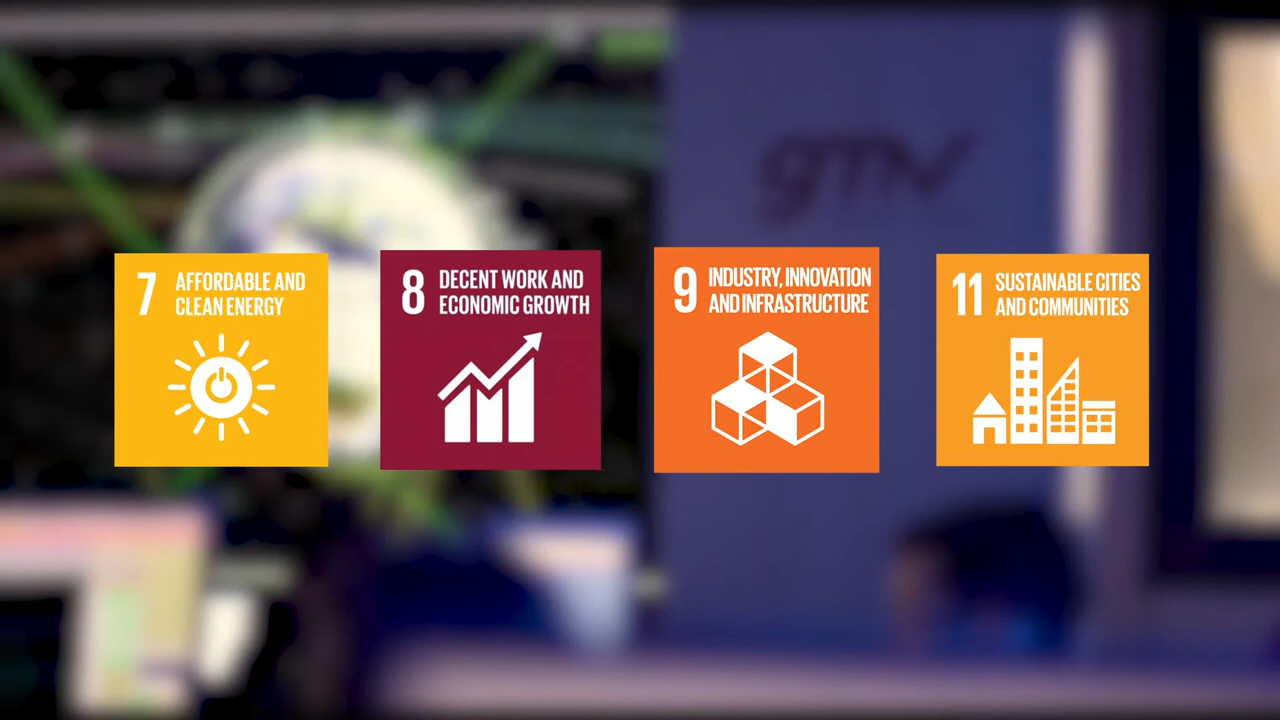 gmv
7 AFFORDABLE AND
CLEAN ENERGY
8 DECENT WORK AND
ECONOMIC GROWTH
9 INDUSTRY, INNOVATION
AND INFRASTRUCTURE
11 SUSTAINABLE CITIES
AND COMMUNITIES